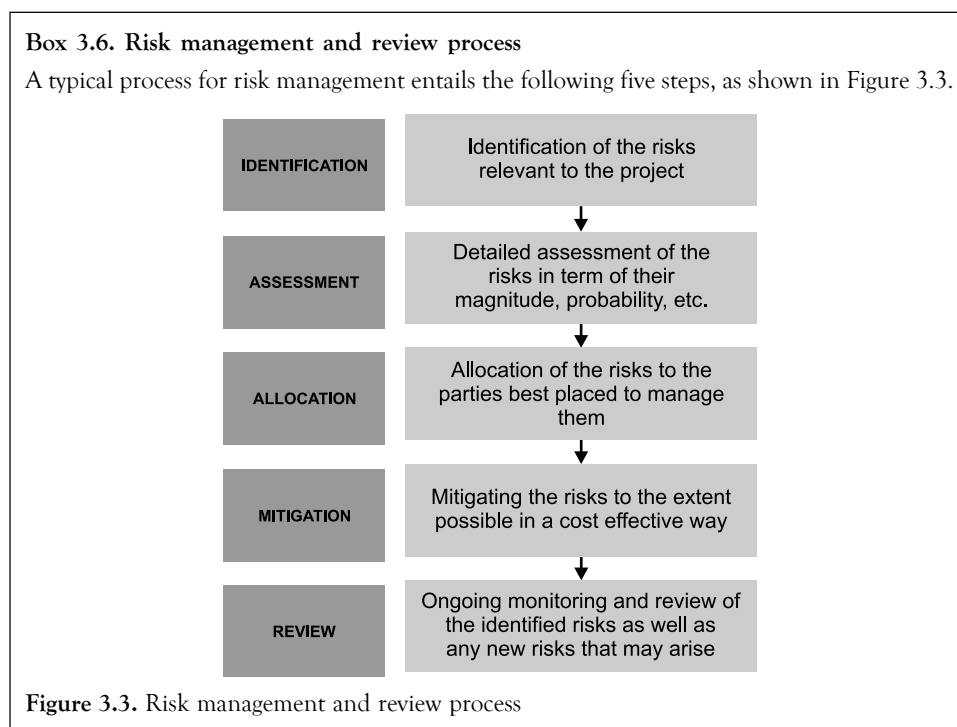 Box 3.6. Risk management and review process
A typical process for risk management entails the following five steps, as shown in Figure 3.3.
IDENTIFICATION
Identification of the risks
relevant to the project
ASSESSMENT
Detailed assessment of the
risks in term of their
magnitude, probability, etc.
ALLOCATION
Allocation of the risks to the
parties best placed to manage
them
MITIGATION
Mitigating the risks to the extent
possible in a cost effective way
REVIEW
Ongoing monitoring and review of
the identified risks as well as
any new risks that may arise
Figure 3.3. Risk management and review process